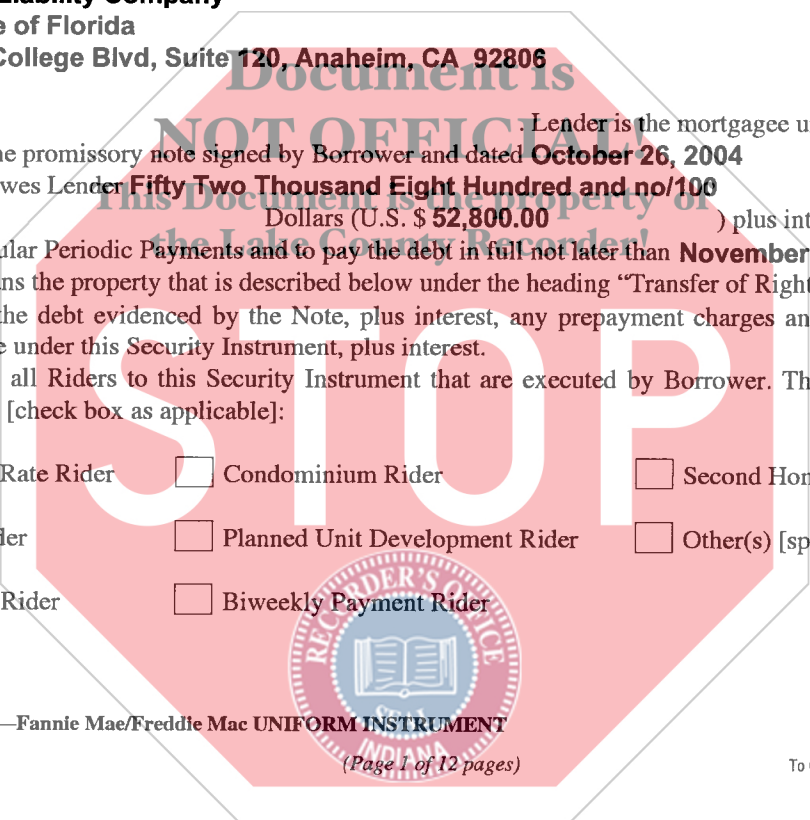 Liability Company
e of Florida
College Blvd, Suite 120, Anaheim, CA 92806
Document is
. Lender is the mortgagee u
NOT OFFICIAL!
he promissory note signed by Borrower and dated October 26, 2004
wes Lender Fifty Two Thousand Eight Hundred and no/100
This Document is the property of
Dollars (U.S. $ 52,800.00 ) plus int
the Lake County Recorder!
ular Periodic Payments and to pay the debt in full not later than November
ns the property that is described below under the heading “Transfer of Right
the debt evidenced by the Note, plus interest, any prepayment charges an
e under this Security Instrument, plus interest.
all Riders to this Security Instrument that are executed by Borrower. Th
[check box as applicable]:
STOP
Rate Rider Condominium Rider Second Hom
der Planned Unit Development Rider Other(s) [sp
Rider Biweekly Payment Rider
RECORDER'S OFFICE
SEAL
INDIANA
—Fannie Mae/Freddie Mac UNIFORM INSTRUMENT
(Page 1 of 12 pages)
To